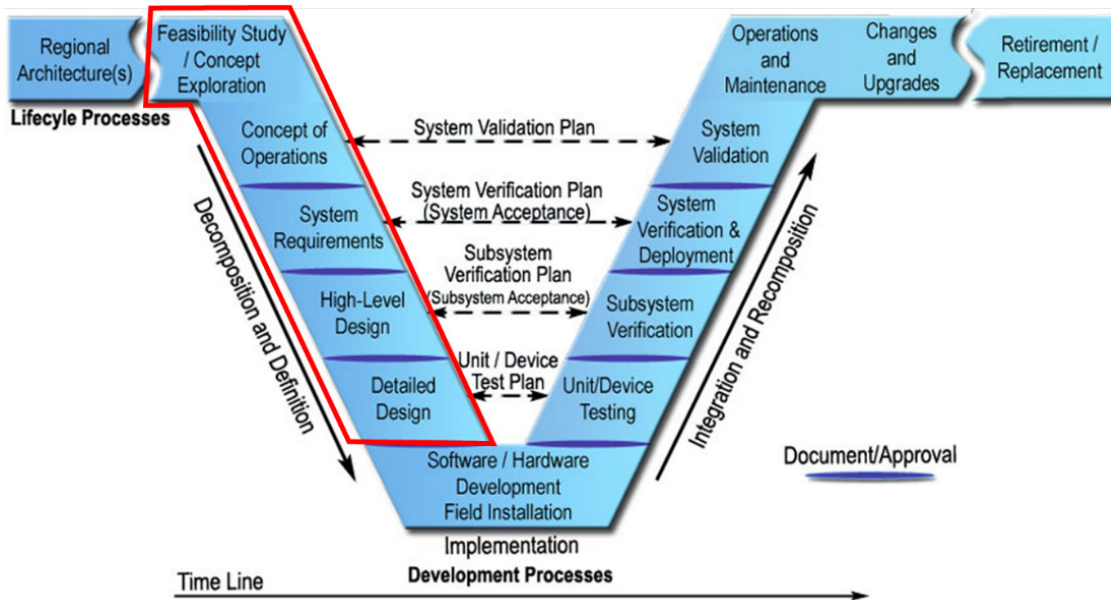 Regional
Architecture(s)
Feasibility Study
/ Concept
Exploration
Operations
and
Maintenance
Changes
and
Upgrades
Retirement /
Replacement
Lifecyle Processes
Concept of
Operations
System Validation Plan
System
Validation
System
Requirements
System Verification Plan
(System Acceptance)
System
Verification &
Deployment
High-Level
Design
Subsystem
Verification Plan
(Subsystem Acceptance)
Subsystem
Verification
Detailed
Design
Unit / Device
Test Plan
Unit/Device
Testing
Decomposition and Definition
Integration and Recomposition
Software / Hardware
Development
Field Installation
Document/Approval
Implementation
Development Processes
Time Line